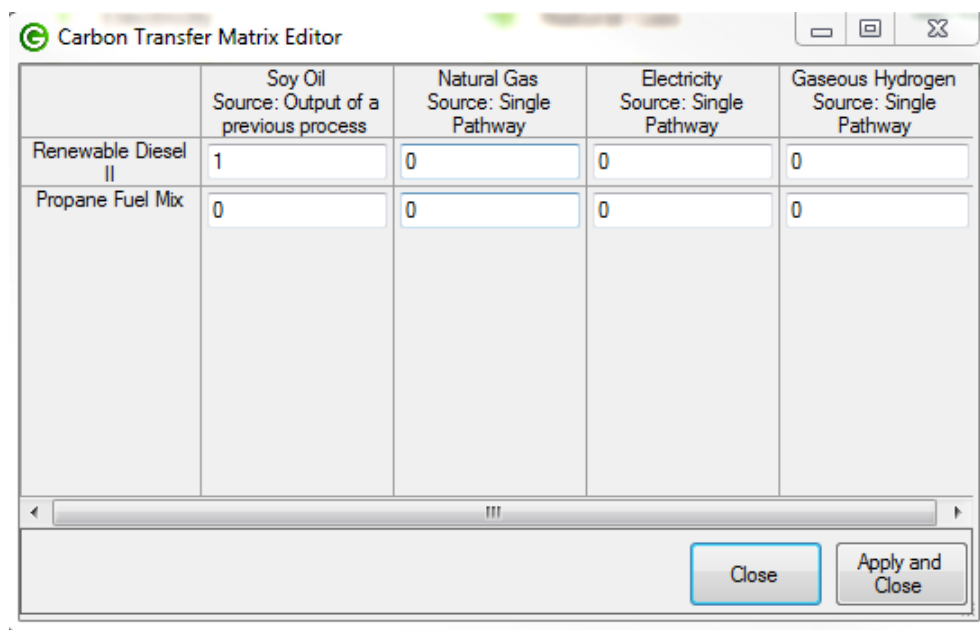 Carbon Transfer Matrix Editor
Soy Oil
Source: Output of a
previous process
Natural Gas
Source: Single
Pathway
Electricity
Source: Single
Pathway
Gaseous Hydrogen
Source: Single
Pathway
Renewable Diesel
II
1
0
0
0
Propane Fuel Mix
0
0
0
0
Close
Apply and
Close